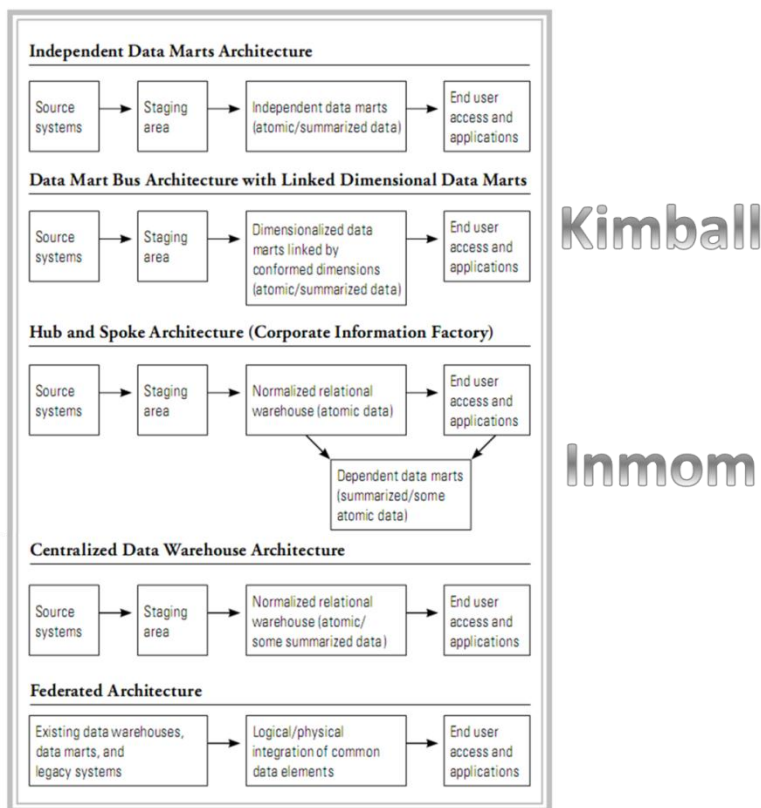 Independent Data Marts Architecture
Source
systems
Staging
area
Independent data marts
(atomic/summarized data)
End user
access and
applications
Data Mart Bus Architecture with Linked Dimensional Data Marts
Source
systems
Staging
area
Dimensionalized data
marts linked by
conformed dimensions
(atomic/summarized data)
End user
access and
applications
Kimball
Hub and Spoke Architecture (Corporate Information Factory)
Source
systems
Staging
area
Normalized relational
warehouse (atomic data)
End user
access and
applications
Dependent data marts
(summarized/some
atomic data)
Inmom
Centralized Data Warehouse Architecture
Source
systems
Staging
area
Normalized relational
warehouse (atomic/
some summarized data)
End user
access and
applications
Federated Architecture
Existing data warehouses,
data marts, and
legacy systems
Logical/physical
integration of common
data elements
End user
access and
applications